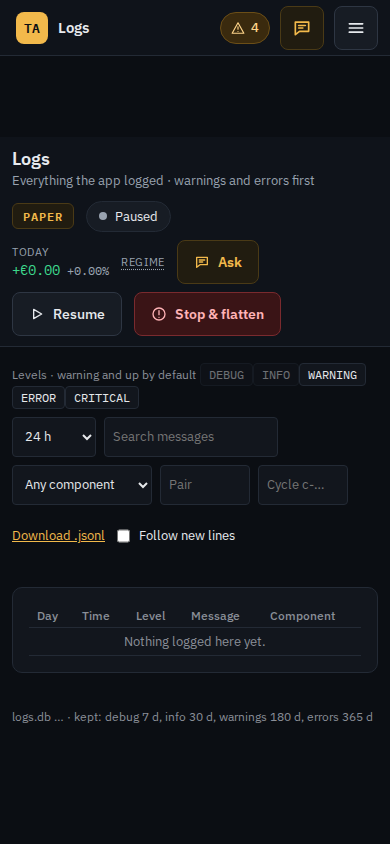 TA Logs 4
Logs
Everything the app logged · warnings and errors first
PAPER Paused
TODAY
+€0.00 +0.00% REGIME Ask
Resume Stop & flatten
Levels · warning and up by default DEBUG INFO WARNING
ERROR CRITICAL
24 h Search messages
Any component Pair Cycle c-…
Download .jsonl Follow new lines
Day Time Level Message Component
Nothing logged here yet.
logs.db … · kept: debug 7 d, info 30 d, warnings 180 d, errors 365 d